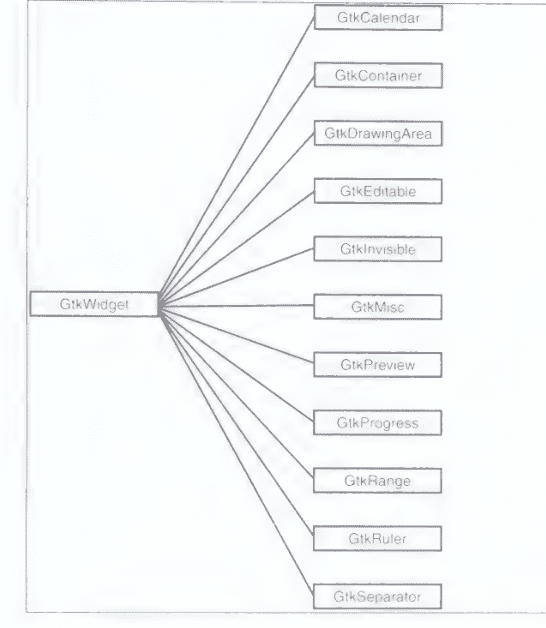 GtkCalendar
GtkContainer
GtkDrawingArea
GtkEditable
GtkInvisible
GtkWidget
GtkMisc
GtkPreview
GtkProgress
GtkRange
GtkRuler
GtkSeparator